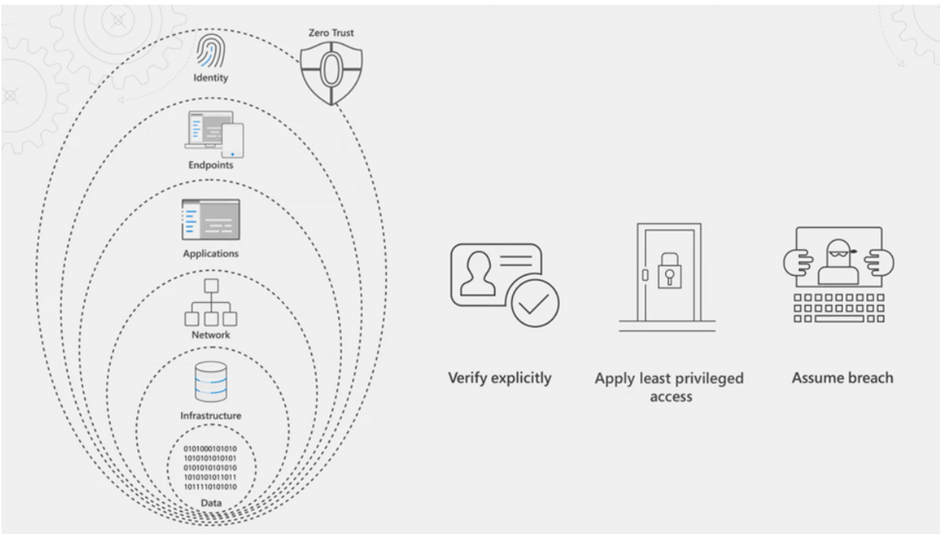 Zero Trust
Identity
Endpoints
Applications
Network
Infrastructure
0101000101010
1010101010101
0101010101010
1010101011011
1011110101010
Data
Verify explicitly
Apply least privileged
access
Assume breach